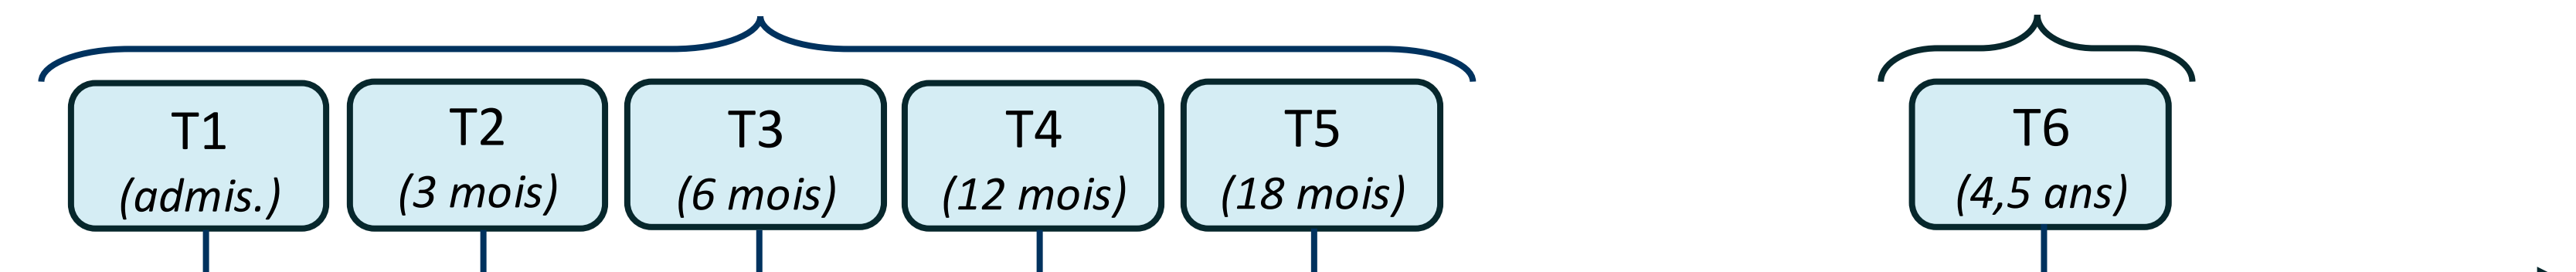 T1
(admis.)
T2
(3 mois)
T3
(6 mois)
T4
(12 mois)
T5
(18 mois)
T6
(4,5 ans)